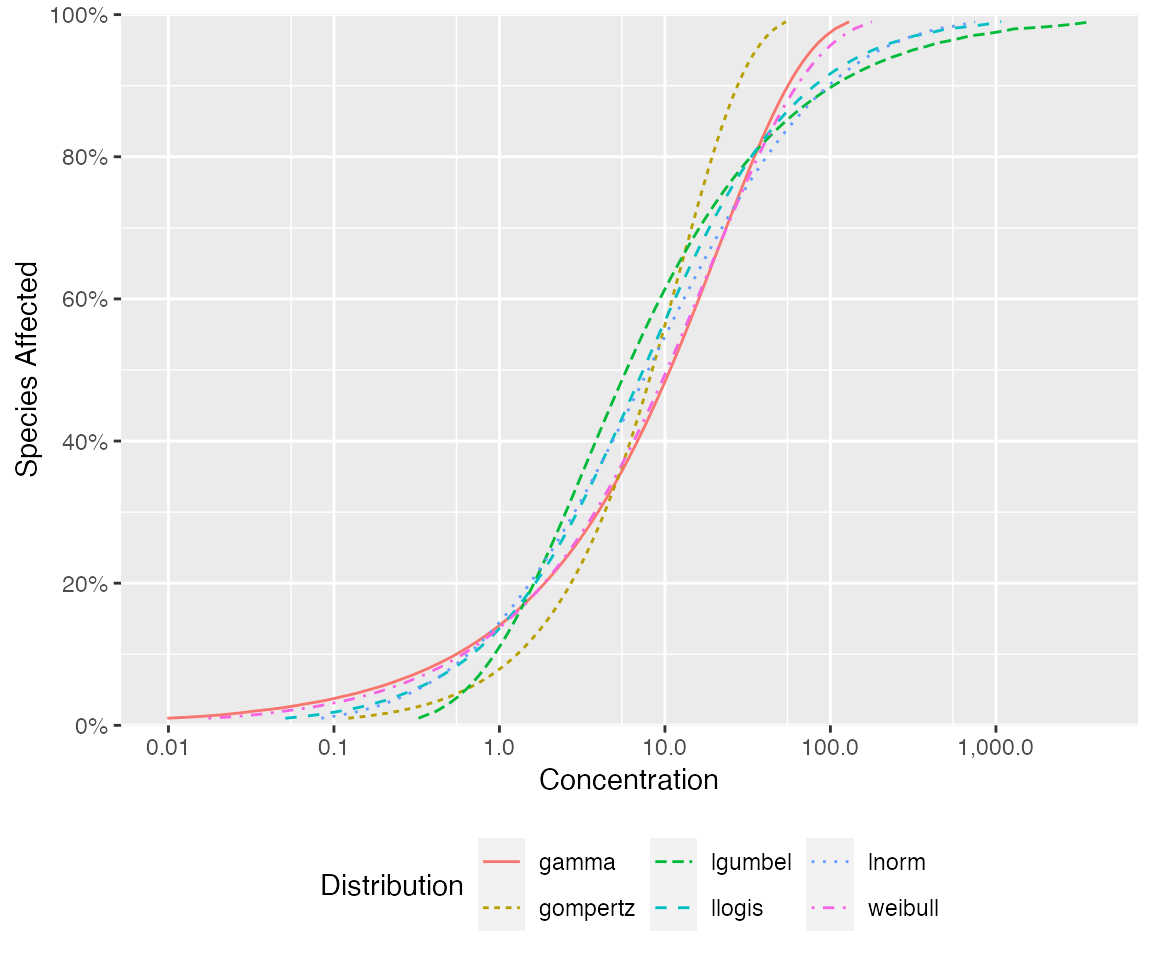 100%
80%
60%
40%
20%
0%
Species Affected
0.01 0.1 1.0 10.0 100.0 1,000.0
Concentration
Distribution
gamma lgumbel lnorm
gompertz llogis weibull